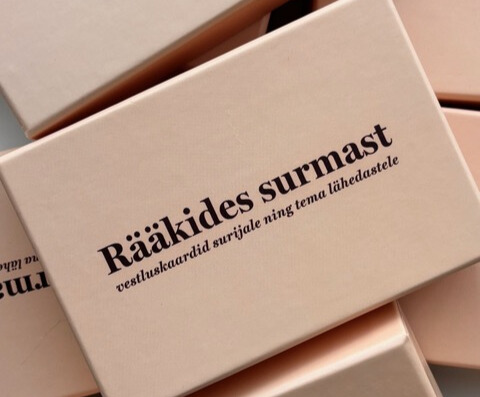 Rääkides surmast
vestluskaardid surijale ning tema lähedastele